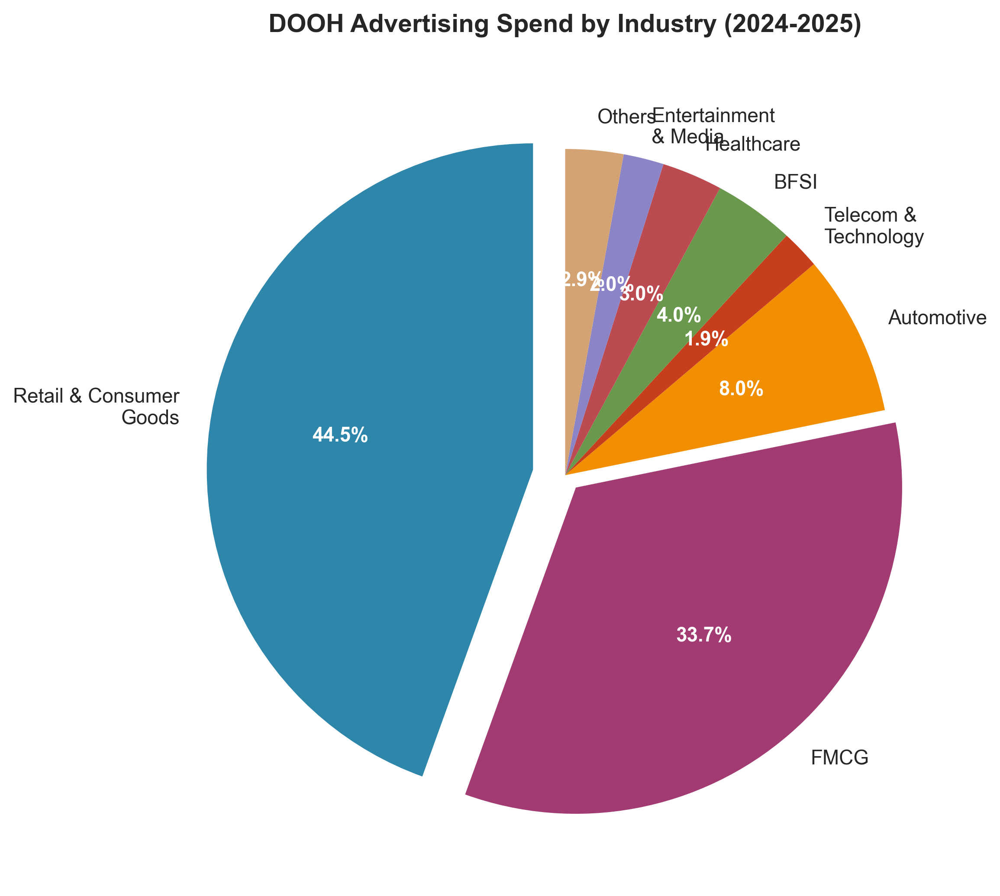 DOOH Advertising Spend by Industry (2024-2025)
Others
Entertainment
& Media
Healthcare
BFSI
Telecom &
Technology
Automotive
Retail & Consumer
Goods
FMCG
2.9%
2.0%
3.0%
4.0%
1.9%
8.0%
44.5%
33.7%